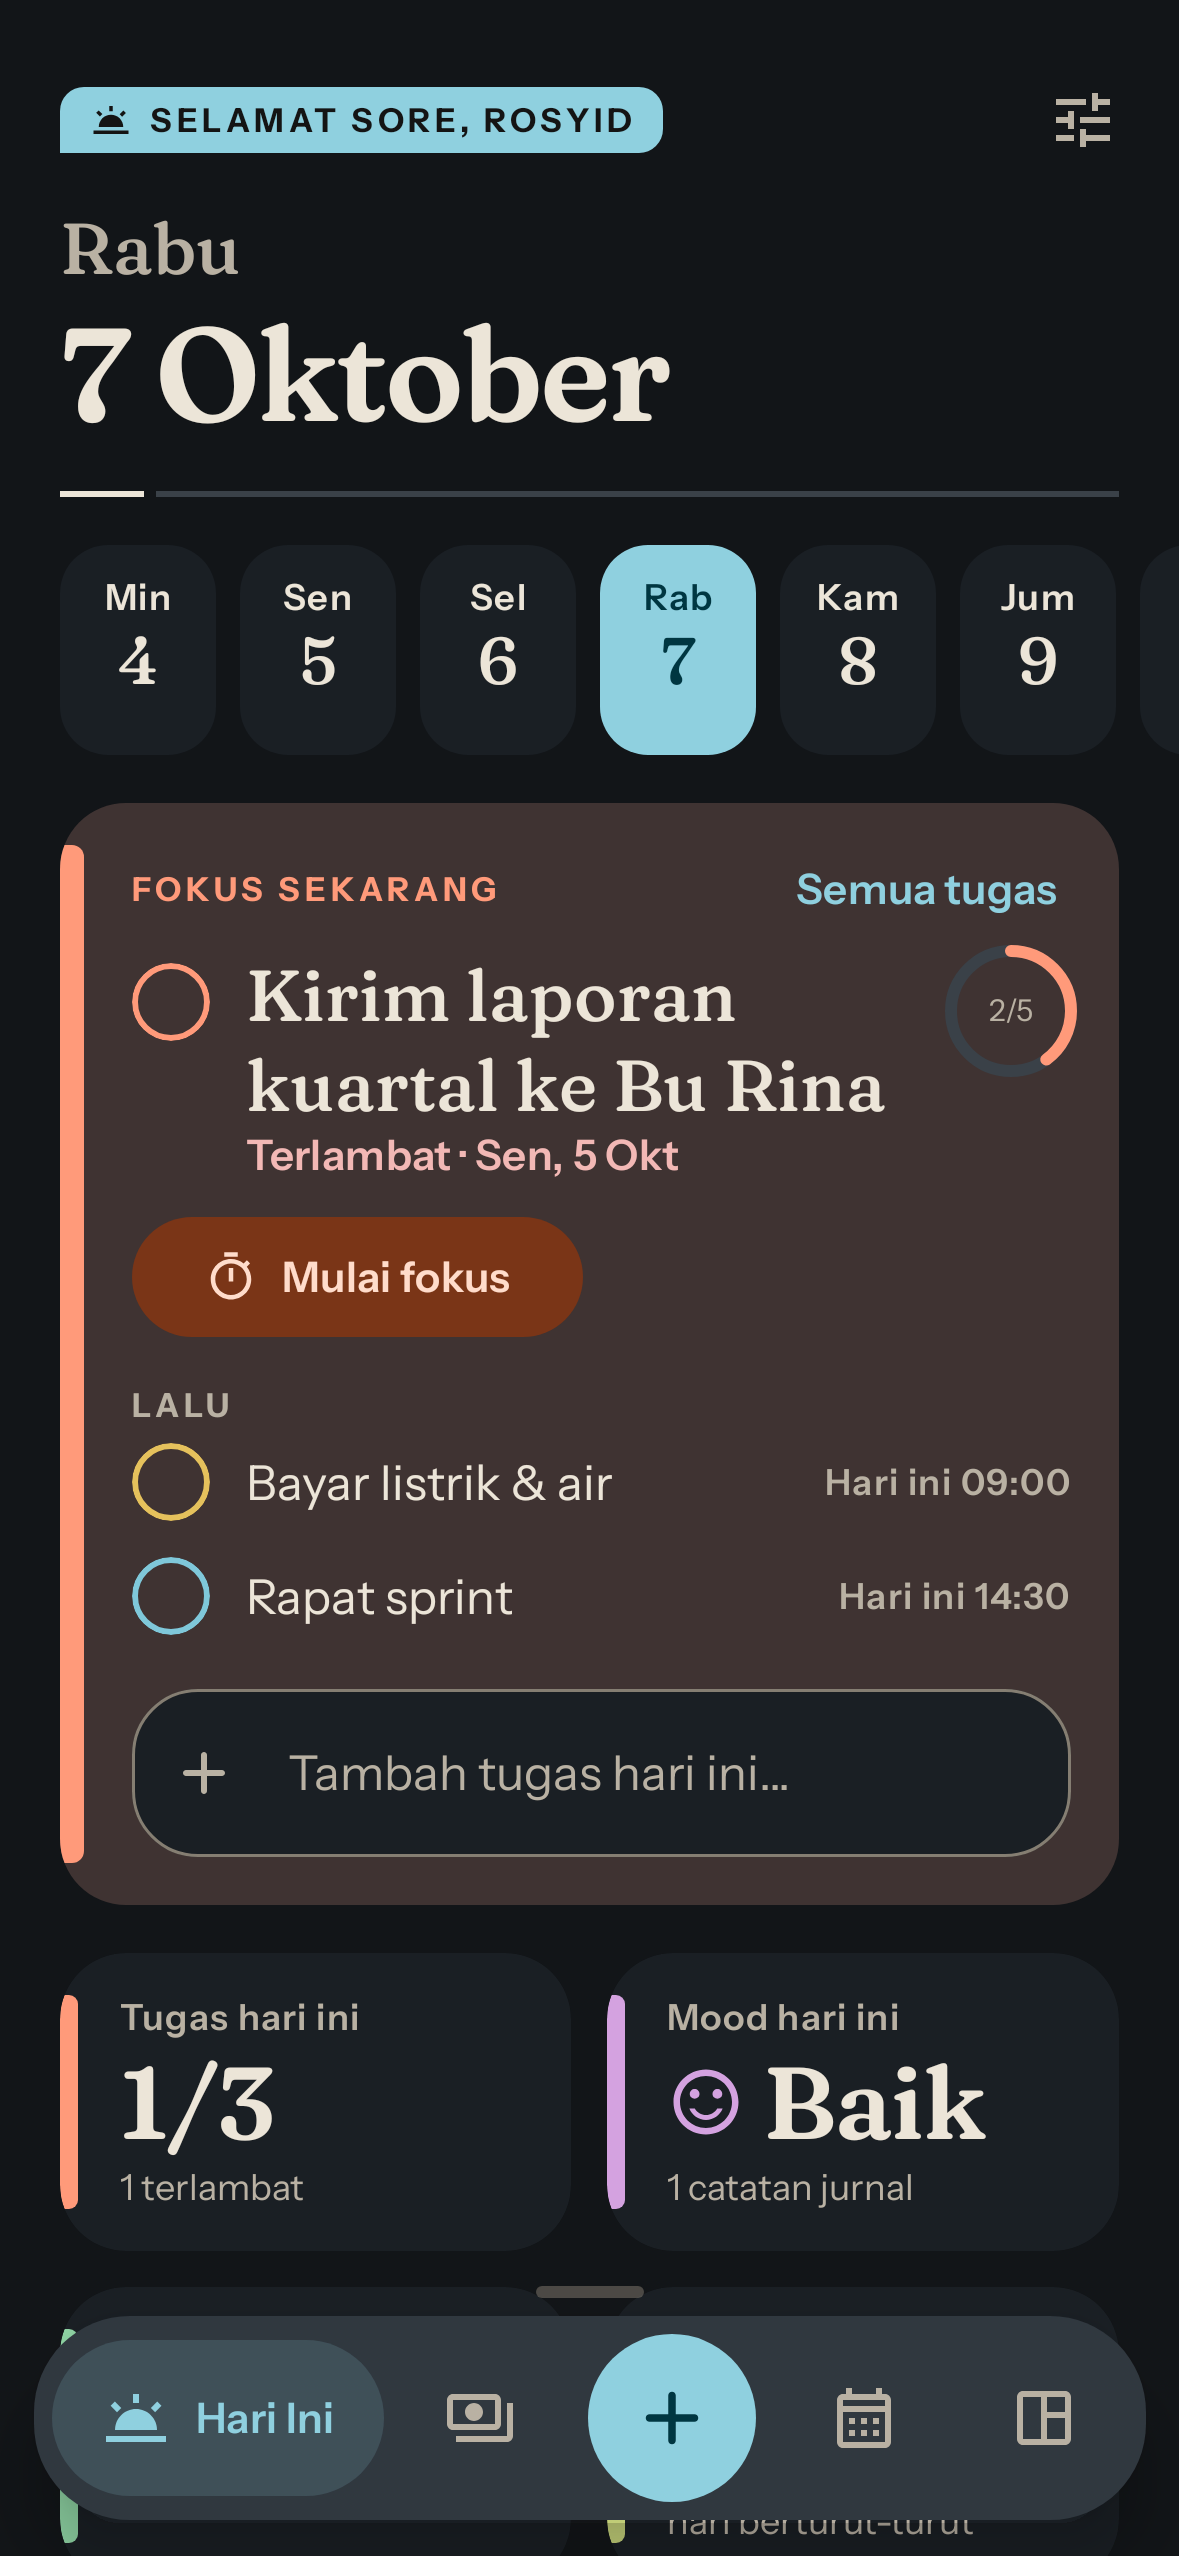 SELAMAT SORE, ROSYID
Rabu
7 Oktober
Min Sen Sel Rab Kam Jum
4 5 6 7 8 9
FOKUS SEKARANG Semua tugas
Kirim laporan
kuartal ke Bu Rina
2/5
Terlambat · Sen, 5 Okt
Mulai fokus
LALU
Bayar listrik & air Hari ini 09:00
Rapat sprint Hari ini 14:30
Tambah tugas hari ini...
Tugas hari ini
1/3
1 terlambat
Mood hari ini
Baik
1 catatan jurnal
hari berturut-turut
Hari Ini